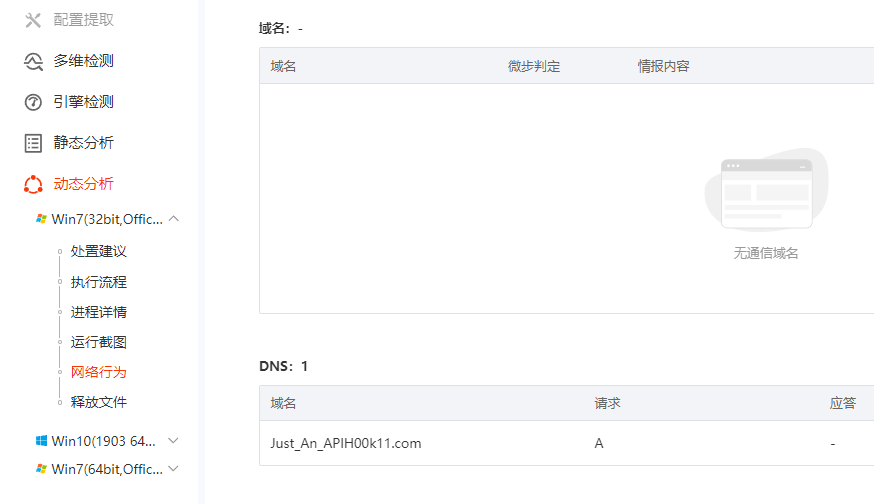 配置提取
多维检测
引擎检测
静态分析
动态分析
Win7(32bit,Offic...
处置建议
执行流程
进程详情
运行截图
网络行为
释放文件
Win10(1903 64...
Win7(64bit,Offic...
域名： -
域名 微步判定 情报内容
无通信域名
DNS： 1
域名 请求 应答
Just_An_APIH00k11.com A -